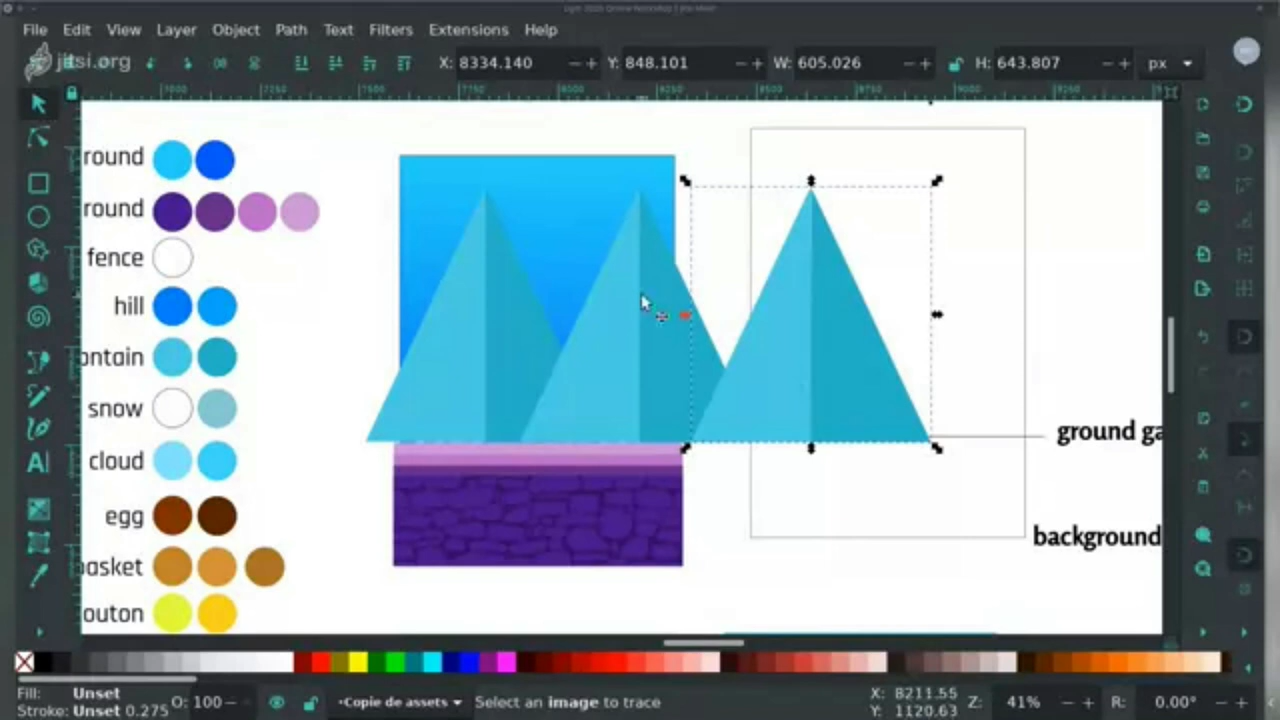 File Edit View Layer Object Path Text Filters Extensions Help
jitsi.org
X: 8334.140 − + Y: 848.101 − + W: 605.026 − + H: 643.807 − + px
round
round
fence
hill
ontain
snow
cloud
egg
basket
outon
ground ga
background
Fill: Unset
Stroke: Unset 0.275
O: 100 −
•Copie de assets
Select an image to trace
X: 8211.55
Y: 1120.63
Z: 41% − +
R: 0.00° − +